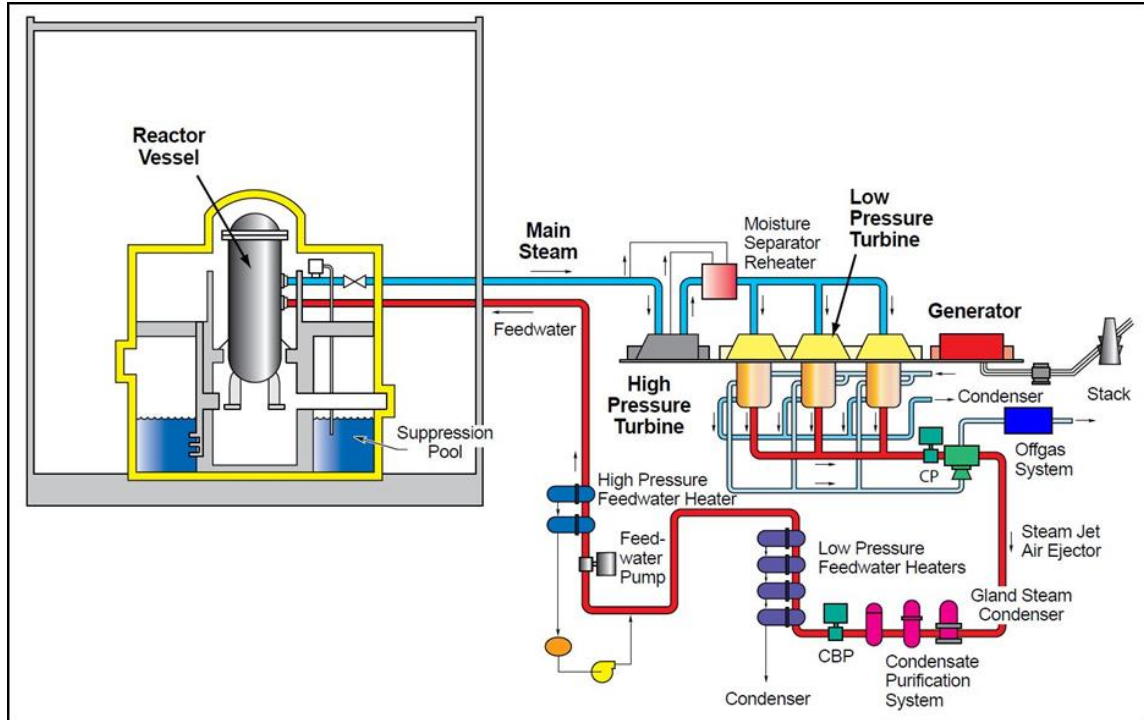 Reactor
Vessel
Main
Steam
Moisture
Separator
Reheater
Low
Pressure
Turbine
Feedwater
Generator
High
Pressure
Turbine
Condenser
Stack
Suppression
Pool
CP
Offgas
System
High Pressure
Feedwater Heater
Feed-
water
Pump
Low Pressure
Feedwater Heaters
Steam Jet
Air Ejector
Gland Steam
Condenser
CBP
Condensate
Purification
System
Condenser